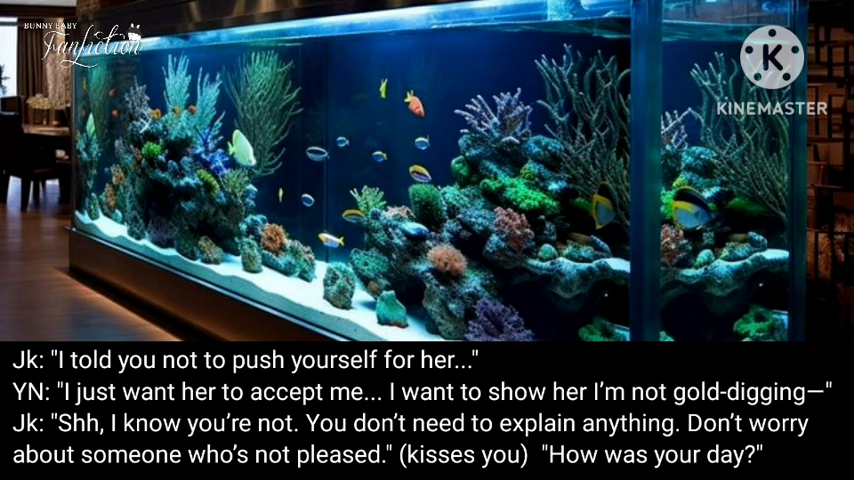 BUNNY BABY
Fanfiction
K
KINEMASTER
Jk: "I told you not to push yourself for her..."
YN: "I just want her to accept me... I want to show her I’m not gold-digging—"
Jk: "Shh, I know you’re not. You don’t need to explain anything. Don’t worry
about someone who’s not pleased." (kisses you)  "How was your day?"